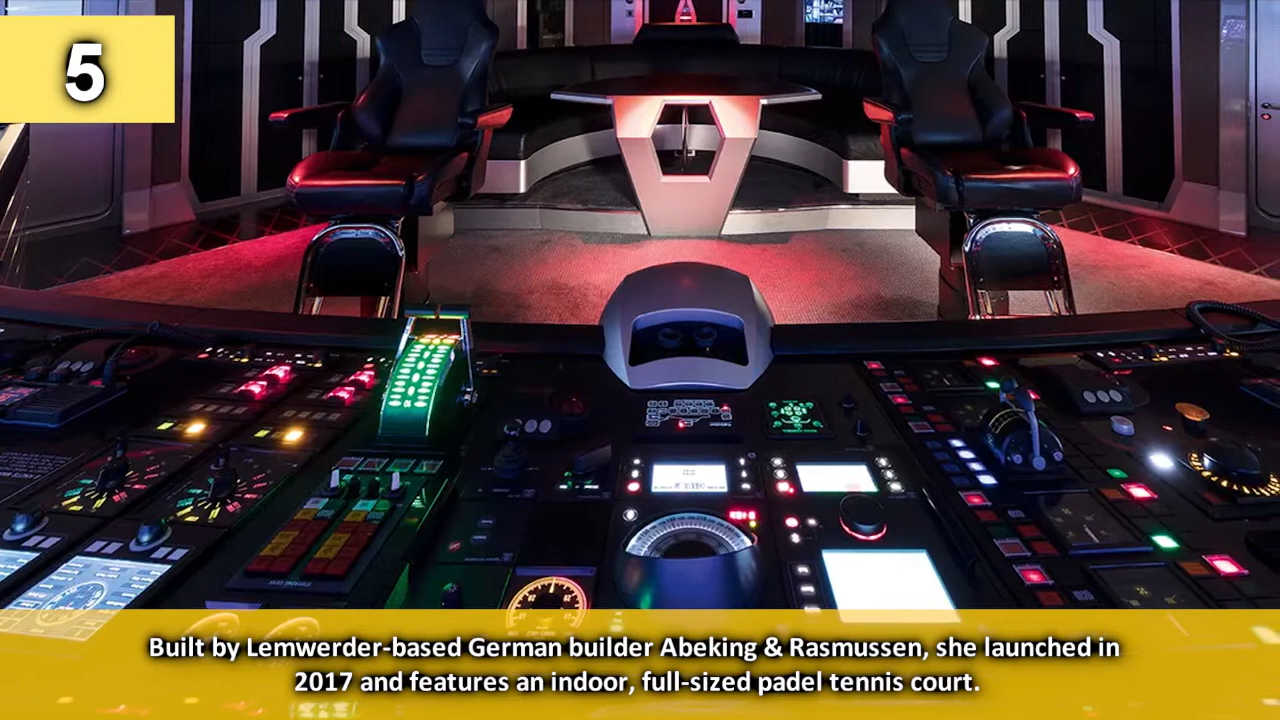 5
Built by Lemwerder-based German builder Abeking & Rasmussen, she launched in
2017 and features an indoor, full-sized padel tennis court.